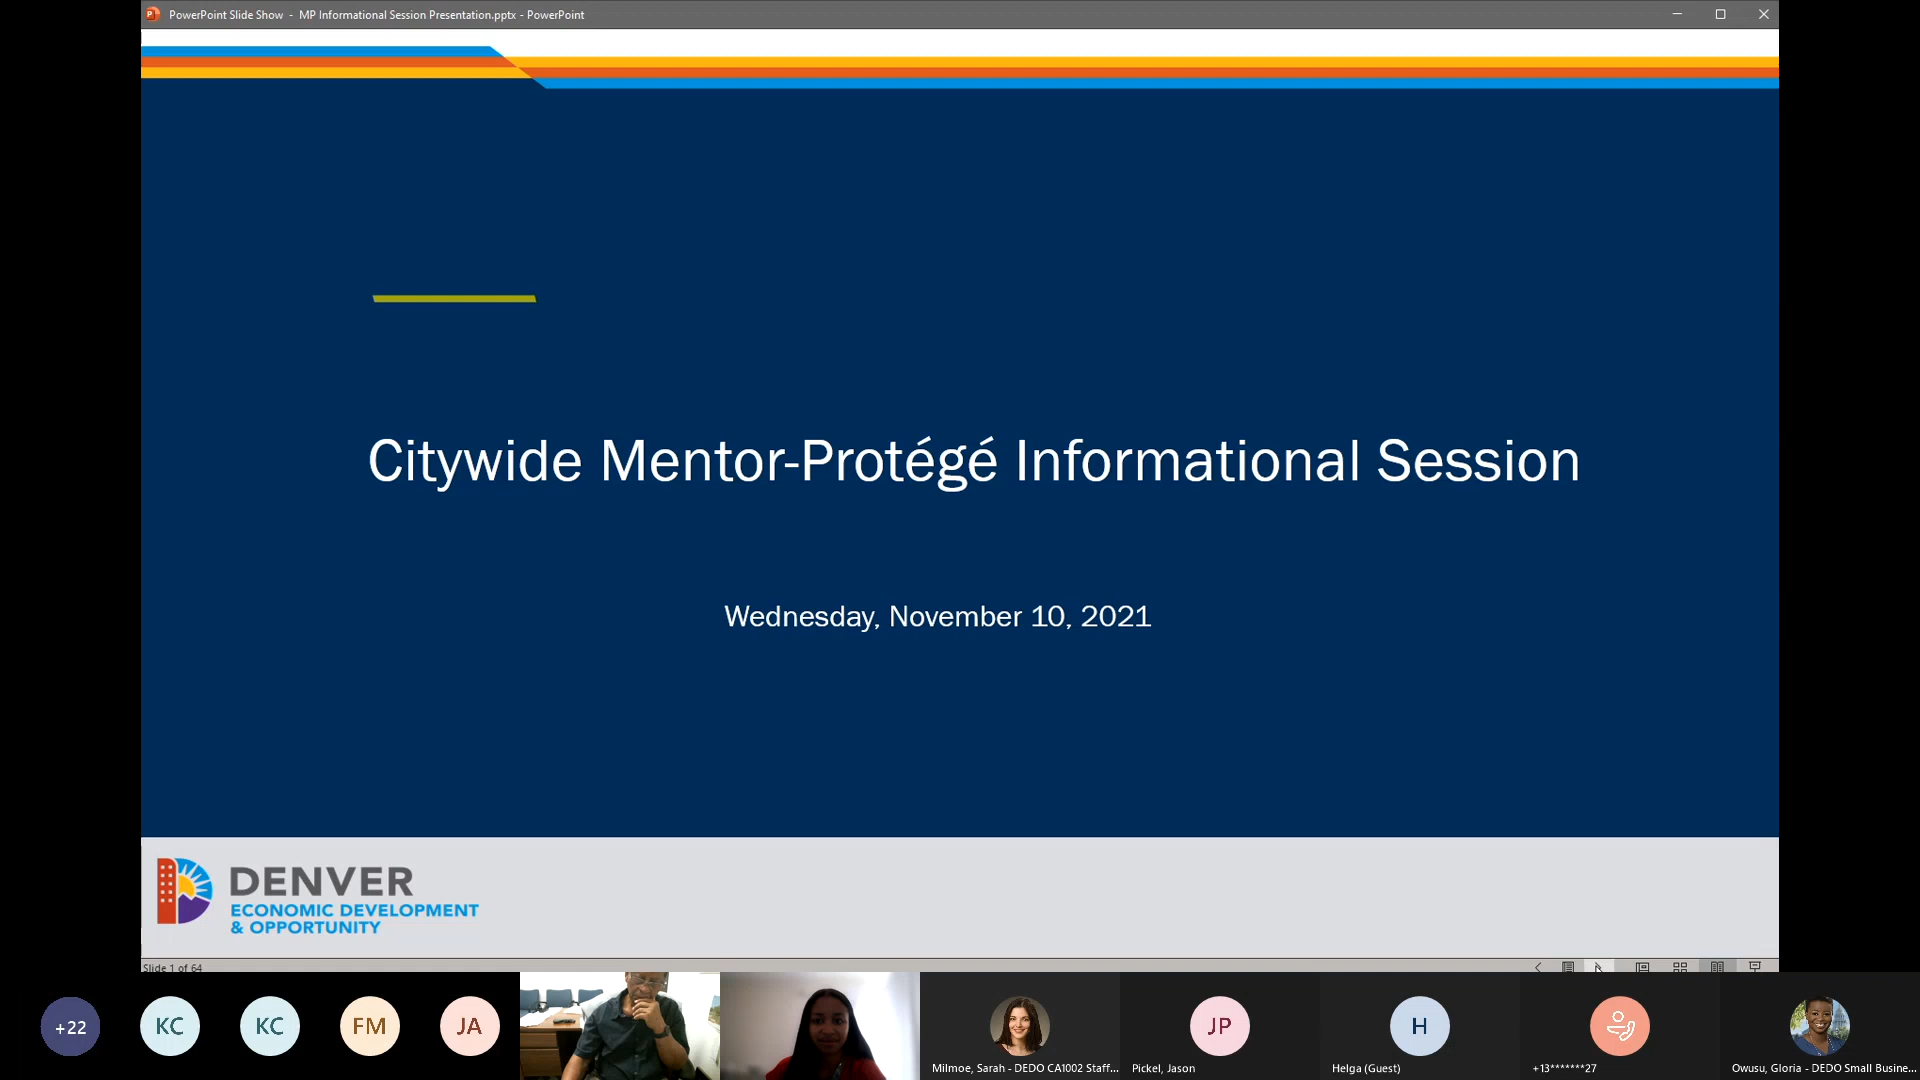 PowerPoint Slide Show - MP Informational Session Presentation.pptx - PowerPoint
Citywide Mentor-Protégé Informational Session
Wednesday, November 10, 2021
DENVER
ECONOMIC DEVELOPMENT
& OPPORTUNITY
Slide 1 of 64
+22
KC
KC
FM
JA
JP
H
Milmoe, Sarah - DEDO CA1002 Staff...
Pickel, Jason
Helga (Guest)
+13*******27
Owusu, Gloria - DEDO Small Busine...